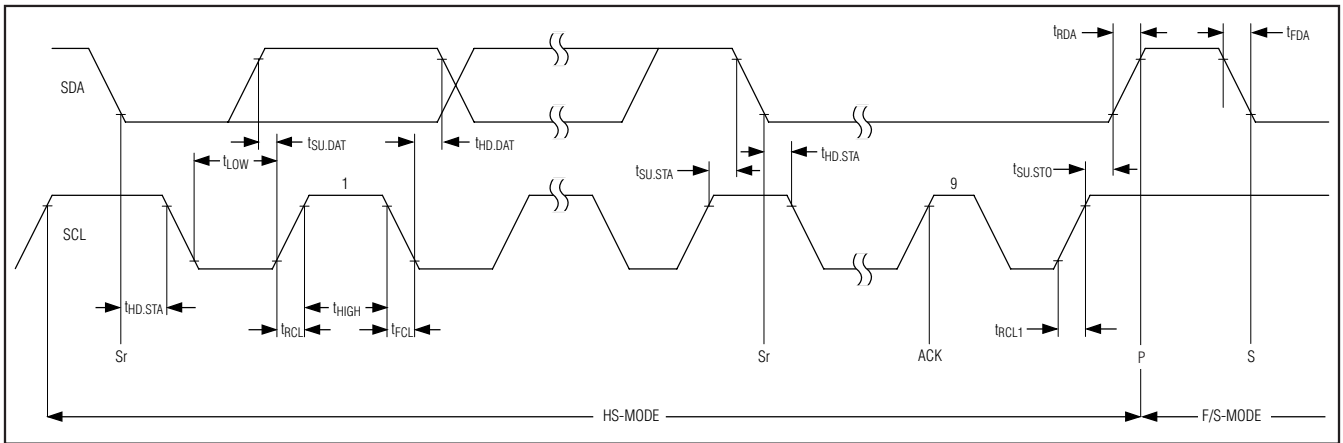 tRDA
tFDA
SDA
tSU.DAT
tHD.DAT
tLOW
tHD.STA
tSU.STA
tSU.STO
1
9
SCL
tHD.STA
tRCL
tHIGH
tFCL
tRCL1
Sr
Sr
ACK
P
S
HS-MODE
F/S-MODE